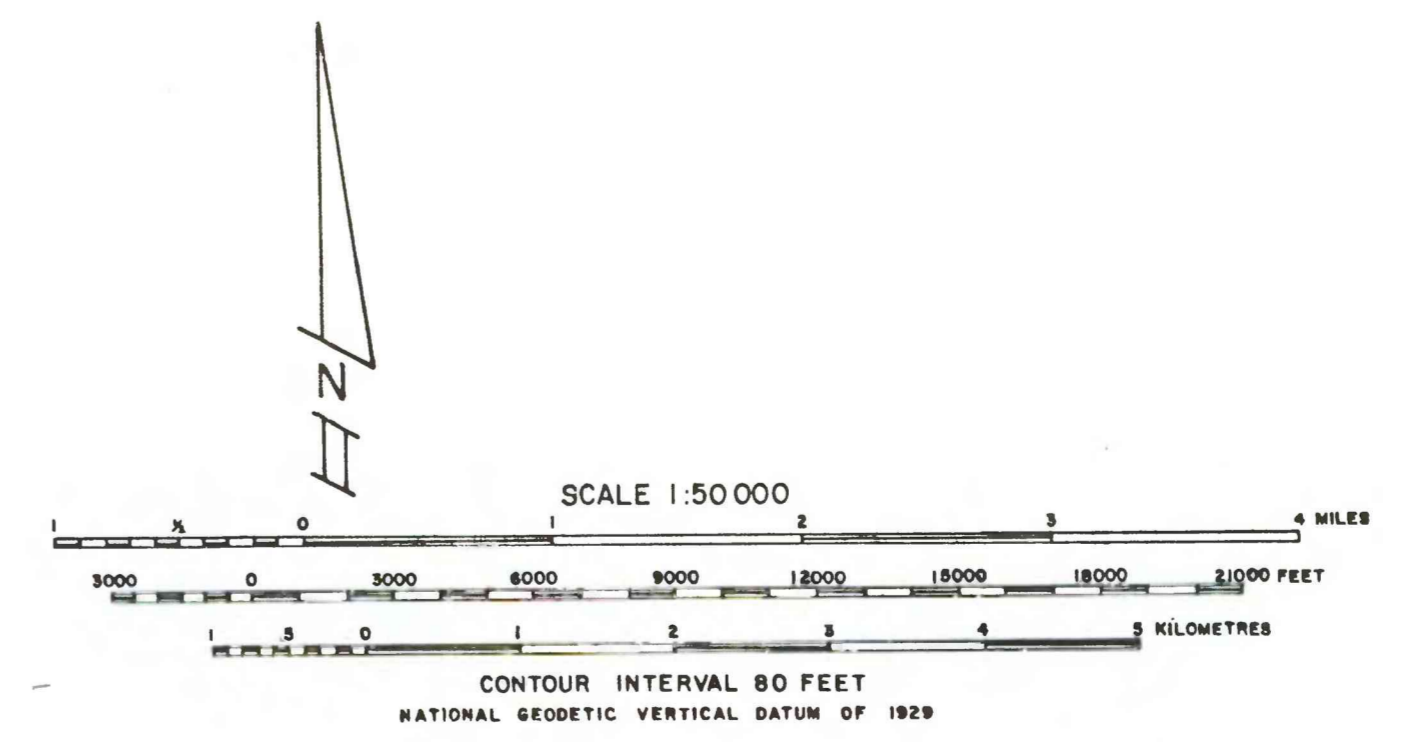 N
SCALE 1:50 000
1 ½ 0 1 2 3 4 MILES
3000 0 3000 6000 9000 12000 15000 18000 21000 FEET
1 .5 0 1 2 3 4 5 KILOMETRES
CONTOUR INTERVAL 80 FEET
NATIONAL GEODETIC VERTICAL DATUM OF 1929